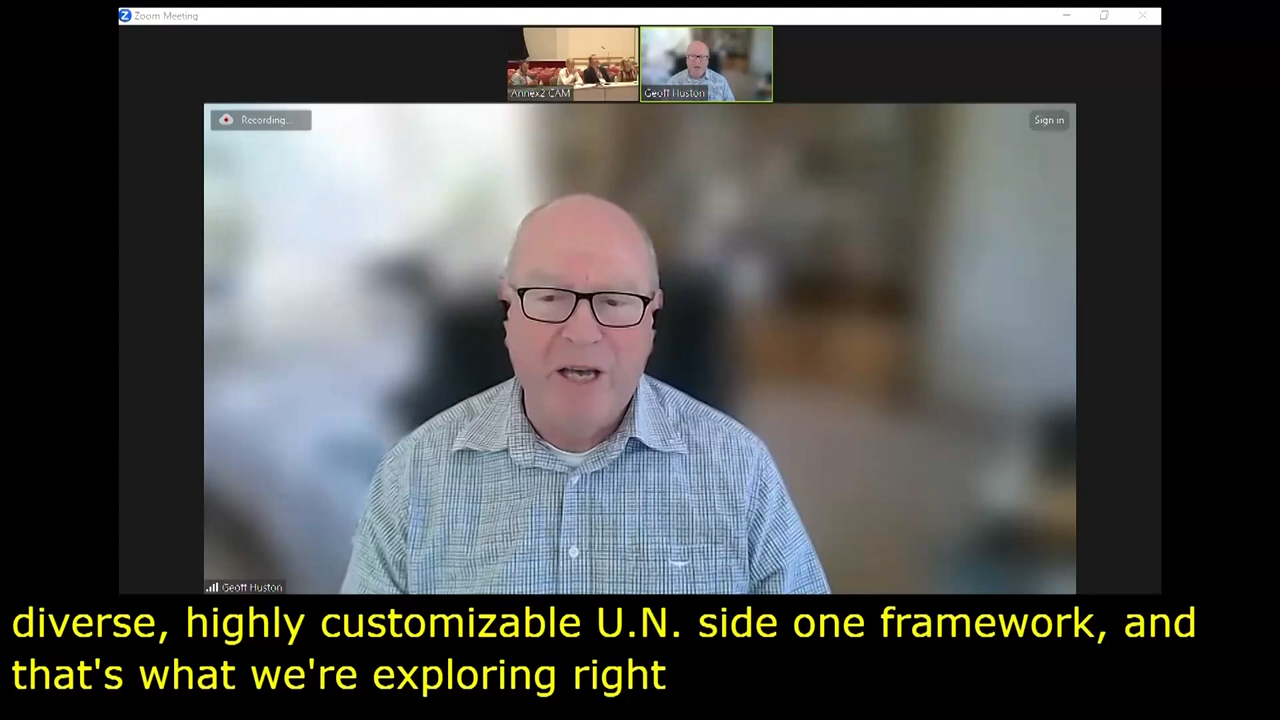 Zoom Meeting
Annex2 CAM
Geoff Huston
Recording...
Sign in
Geoff Huston
diverse, highly customizable U.N. side one framework, and
that's what we're exploring right